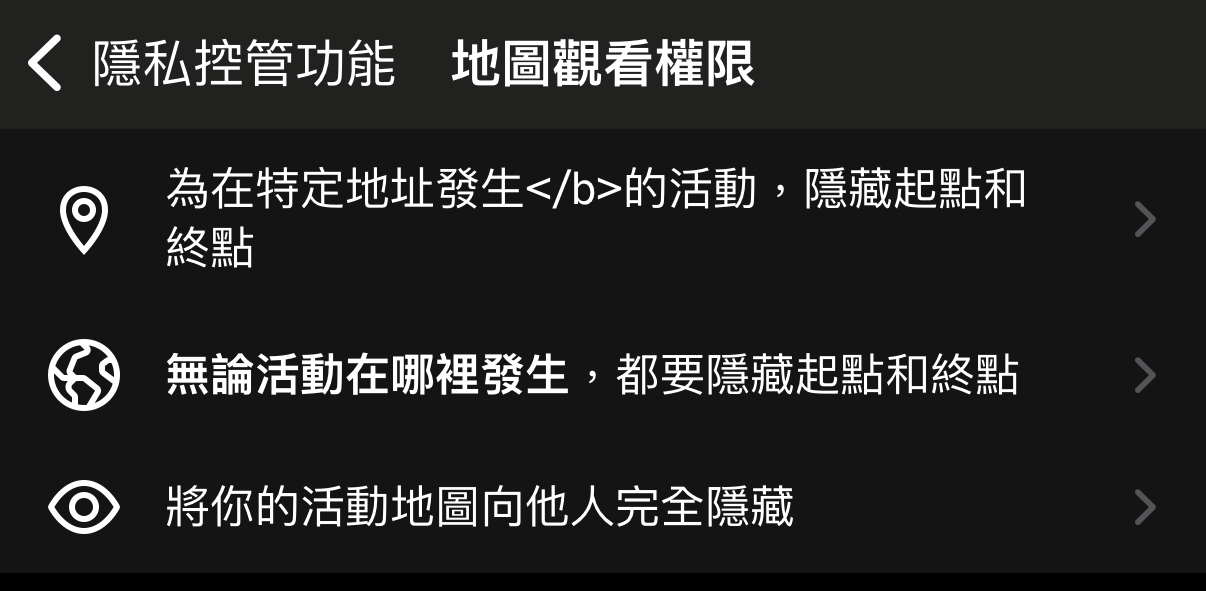 隱私控管功能 地圖觀看權限
為在特定地址發生</b>的活動，隱藏起點和
終點
無論活動在哪裡發生，都要隱藏起點和終點
將你的活動地圖向他人完全隱藏